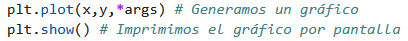 plt.plot(x,y,*args) # Generamos un gráfico
plt.show() # Imprimimos el gráfico por pantalla